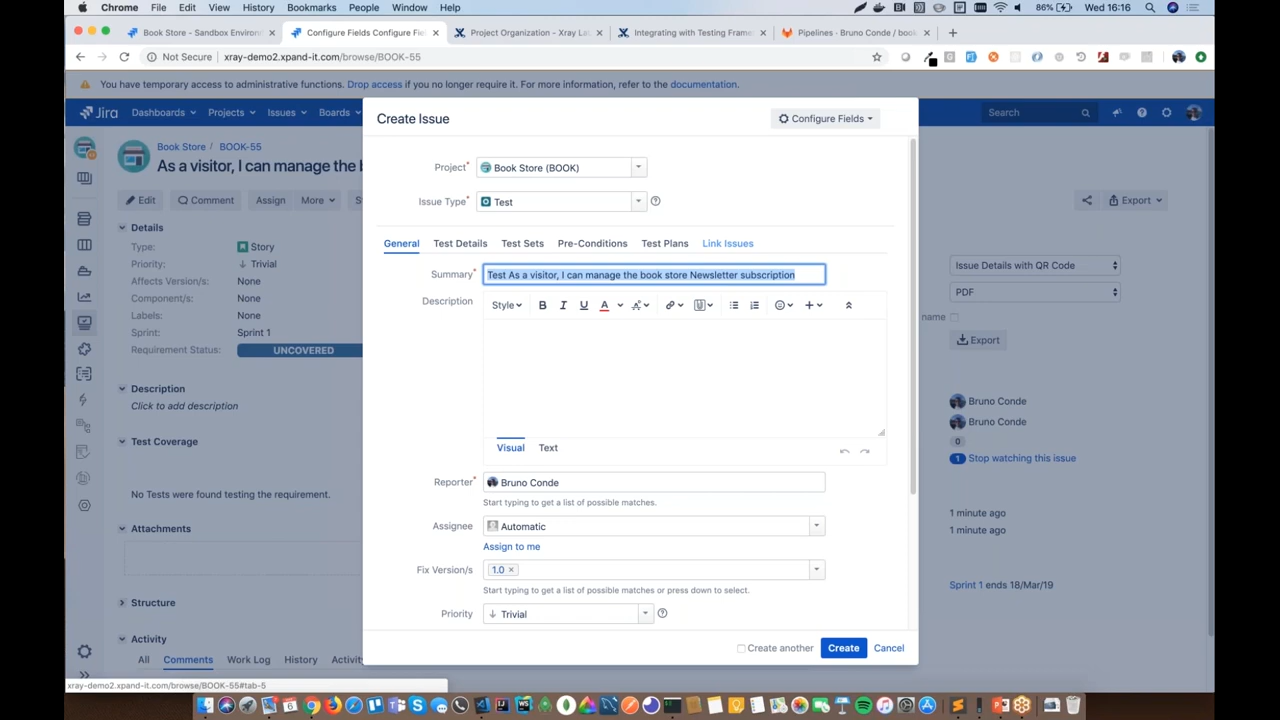 Chrome File Edit View History Bookmarks People Window Help 86% Wed 16:16
Book Store - Sandbox Environ × Configure Fields Configure Fie × Project Organization - Xray La × Integrating with Testing Frame × Pipelines · Bruno Conde / book × +
Not Secure xray-demo2.xpand-it.com/browse/BOOK-55
You have temporary access to administrative functions. Drop access if you no longer require it. For more information, refer to the documentation.
Jira Dashboards Projects Issues Boards Search
Create Issue Configure Fields
Book Store / BOOK-55
As a visitor, I can manage the b
Edit Comment Assign More Export
Project* Book Store (BOOK)
Issue Type* Test
Details
Type: Story
Priority: Trivial
Affects Version/s: None
Component/s: None
Labels: None
Sprint: Sprint 1
Requirement Status: UNCOVERED
Description
Click to add description
Test Coverage
No Tests were found testing the requirement.
Attachments
Structure
Activity
All Comments Work Log History Activity
General Test Details Test Sets Pre-Conditions Test Plans Link Issues
Summary* Test As a visitor, I can manage the book store Newsletter subscription
Description Style B I U A
Visual Text
Reporter* Bruno Conde
Start typing to get a list of possible matches.
Assignee Automatic
Assign to me
Fix Version/s 1.0 ×
Start typing to get a list of possible matches or press down to select.
Priority Trivial
Create another Create Cancel
Issue Details with QR Code
PDF
name
Export
Bruno Conde
Bruno Conde
0
1 Stop watching this issue
1 minute ago
1 minute ago
Sprint 1 ends 18/Mar/19
xray-demo2.xpand-it.com/browse/BOOK-55#tab-5